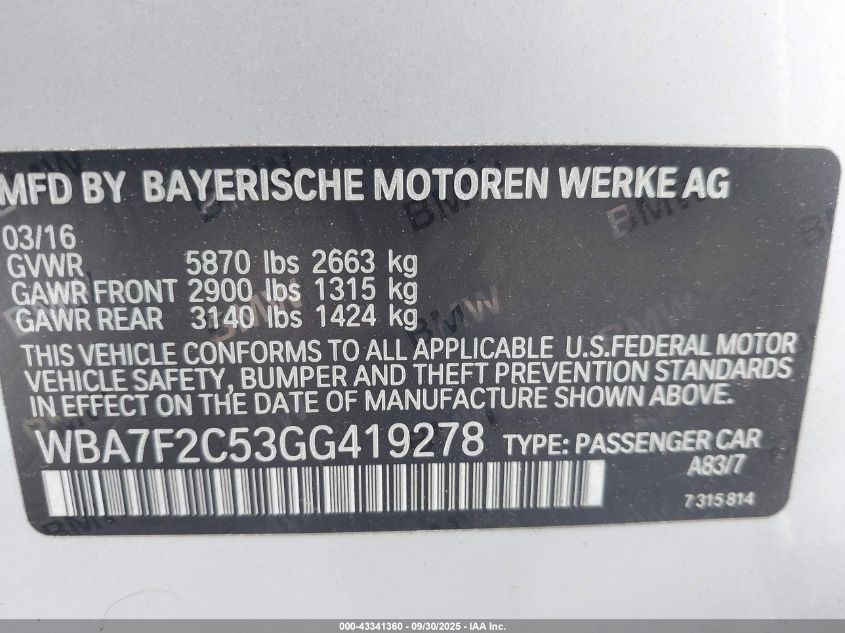 MFD BY BAYERISCHE MOTOREN WERKE AG
03/16
GVWR 5870 lbs 2663 kg
GAWR FRONT 2900 lbs 1315 kg
GAWR REAR 3140 lbs 1424 kg
THIS VEHICLE CONFORMS TO ALL APPLICABLE U.S.FEDERAL MOTOR
VEHICLE SAFETY, BUMPER AND THEFT PREVENTION STANDARDS
IN EFFECT ON THE DATE OF MANUFACTURE SHOWN ABOVE.
WBA7F2C53GG419278 TYPE: PASSENGER CAR
A83/7
7 315 814
000-43341360 - 09/30/2025 - IAA Inc.